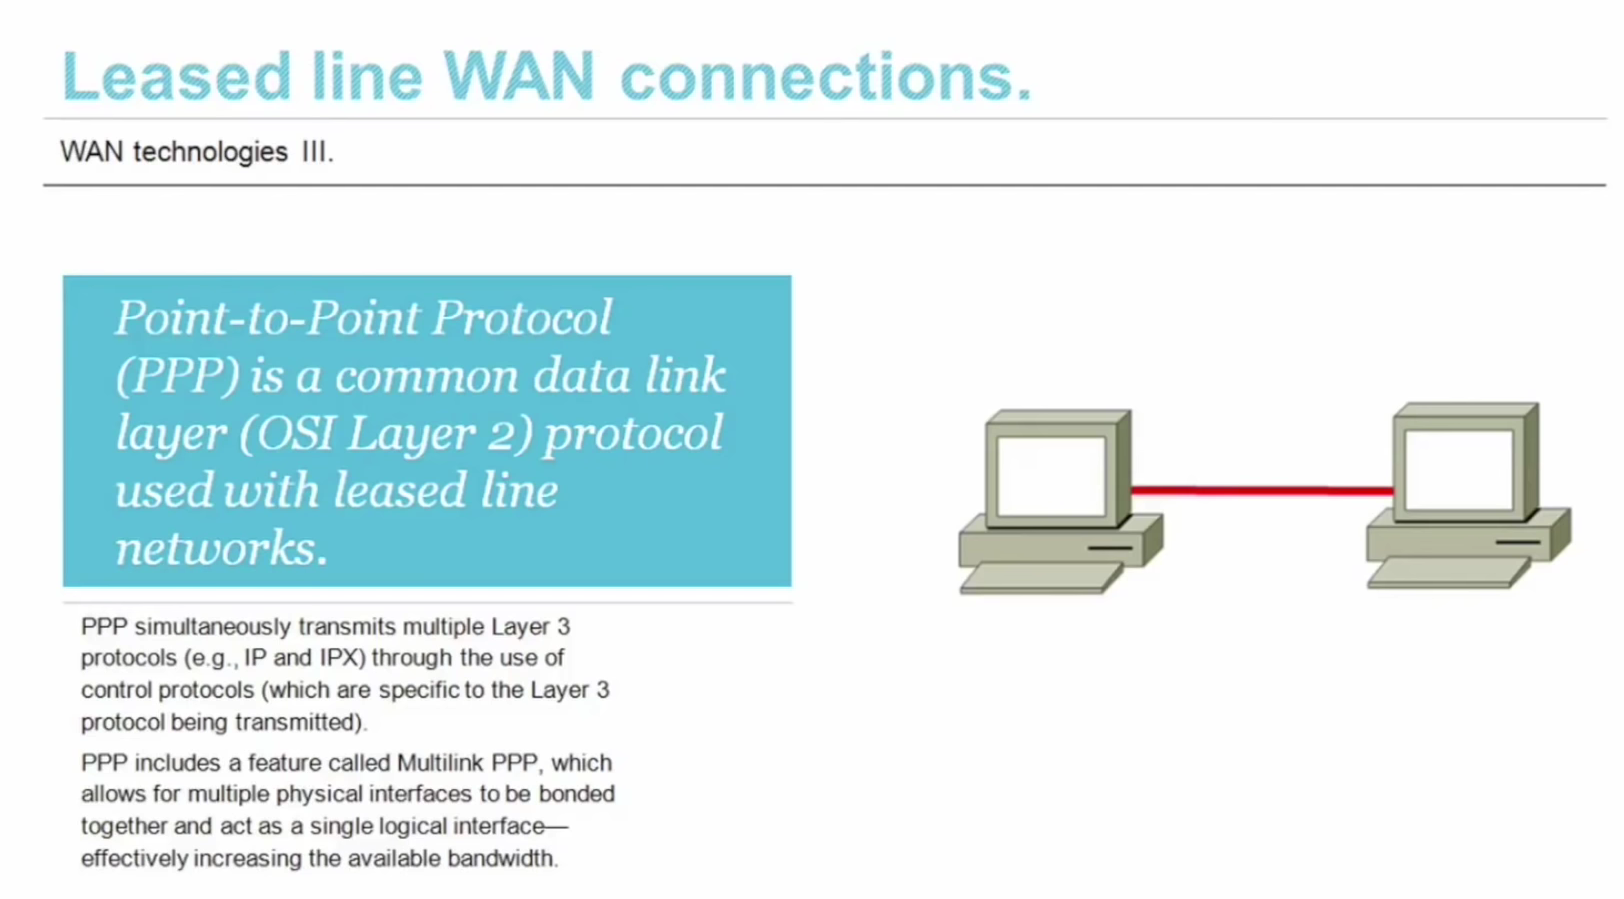 Leased line WAN connections.
WAN technologies III.
Point-to-Point Protocol
(PPP) is a common data link
layer (OSI Layer 2) protocol
used with leased line
networks.
PPP simultaneously transmits multiple Layer 3
protocols (e.g., IP and IPX) through the use of
control protocols (which are specific to the Layer 3
protocol being transmitted).
PPP includes a feature called Multilink PPP, which
allows for multiple physical interfaces to be bonded
together and act as a single logical interface—
effectively increasing the available bandwidth.